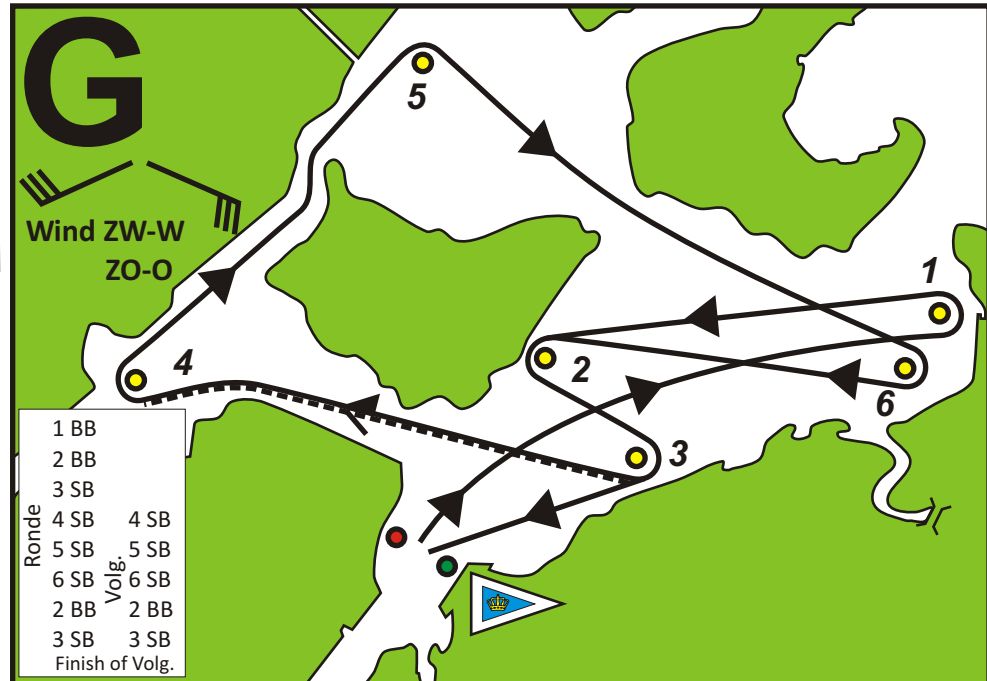 G
Wind ZW-W
ZO-O
5
1
2
6
4
3
Ronde
Volg.
1 BB
2 BB
3 SB
4 SB 4 SB
5 SB 5 SB
6 SB 6 SB
2 BB 2 BB
3 SB 3 SB
Finish of Volg.